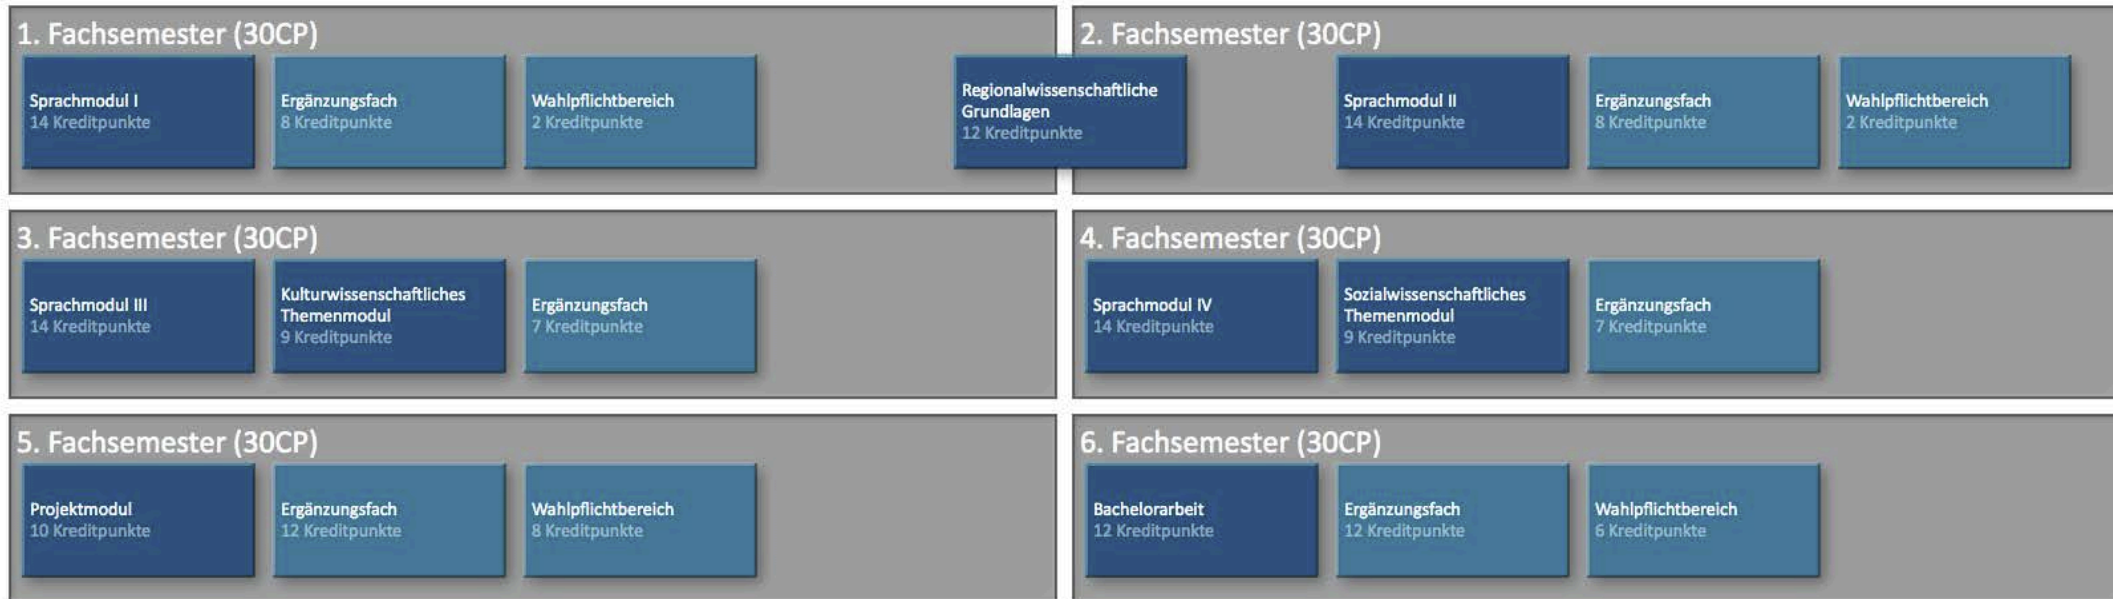 1. Fachsemester (30CP)
Sprachmodul I
14 Kreditpunkte
Ergänzungsfach
8 Kreditpunkte
Wahlpflichtbereich
2 Kreditpunkte
Regionalwissenschaftliche
Grundlagen
12 Kreditpunkte
2. Fachsemester (30CP)
Sprachmodul II
14 Kreditpunkte
Ergänzungsfach
8 Kreditpunkte
Wahlpflichtbereich
2 Kreditpunkte
3. Fachsemester (30CP)
Sprachmodul III
14 Kreditpunkte
Kulturwissenschaftliches
Themenmodul
9 Kreditpunkte
Ergänzungsfach
7 Kreditpunkte
4. Fachsemester (30CP)
Sprachmodul IV
14 Kreditpunkte
Sozialwissenschaftliches
Themenmodul
9 Kreditpunkte
Ergänzungsfach
7 Kreditpunkte
5. Fachsemester (30CP)
Projektmodul
10 Kreditpunkte
Ergänzungsfach
12 Kreditpunkte
Wahlpflichtbereich
8 Kreditpunkte
6. Fachsemester (30CP)
Bachelorarbeit
12 Kreditpunkte
Ergänzungsfach
12 Kreditpunkte
Wahlpflichtbereich
6 Kreditpunkte